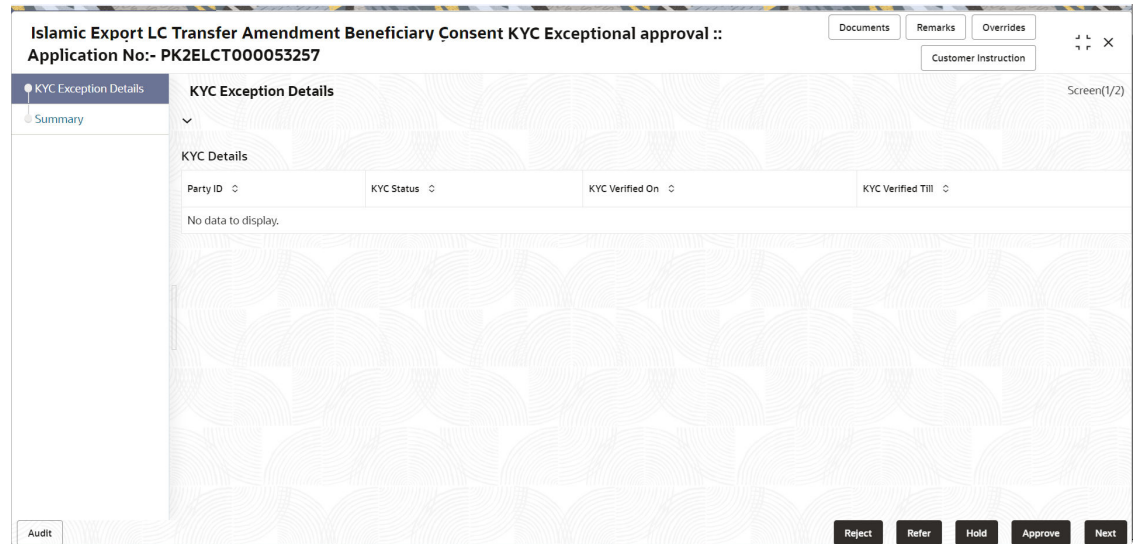 Islamic Export LC Transfer Amendment Beneficiary Consent KYC Exceptional approval ::
Application No:- PK2ELCT000053257
Documents
Remarks
Overrides
Customer Instruction
KYC Exception Details
Summary
KYC Exception Details
Screen(1/2)
KYC Details
Party ID KYC Status KYC Verified On KYC Verified Till
No data to display.
Audit
Reject
Refer
Hold
Approve
Next